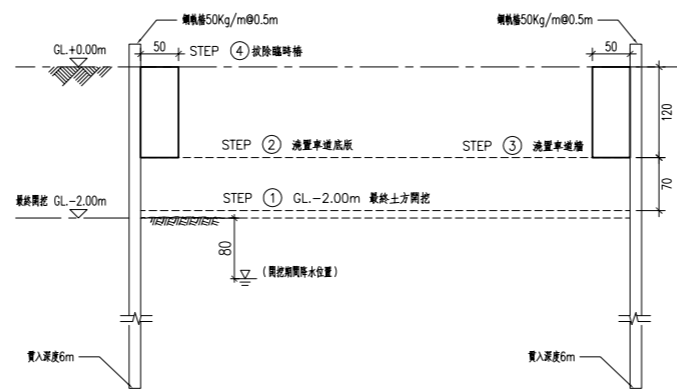 鋼軌樁50Kg/m@0.5m
鋼軌樁50Kg/m@0.5m
GL.+0.00m
50
STEP ④ 拔除臨時樁
50
120
STEP ② 澆置車道底版
STEP ③ 澆置車道牆
70
最終開挖 GL.-2.00m
STEP ① GL.-2.00m 最終土方開挖
80
(開挖期間降水位置)
貫入深度6m
貫入深度6m